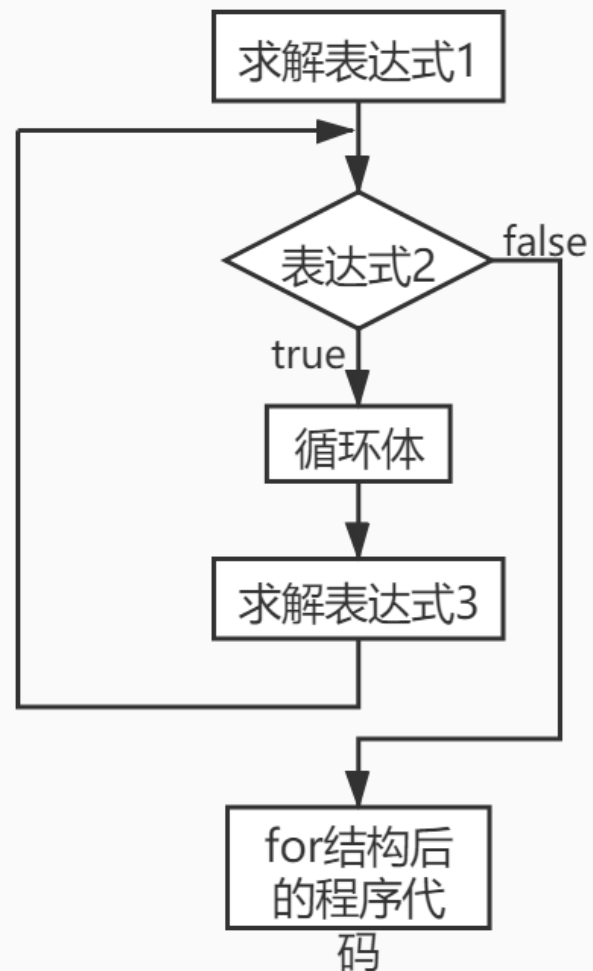 求解表达式1
false
表达式2
true
循环体
求解表达式3
for结构后
的程序代
码